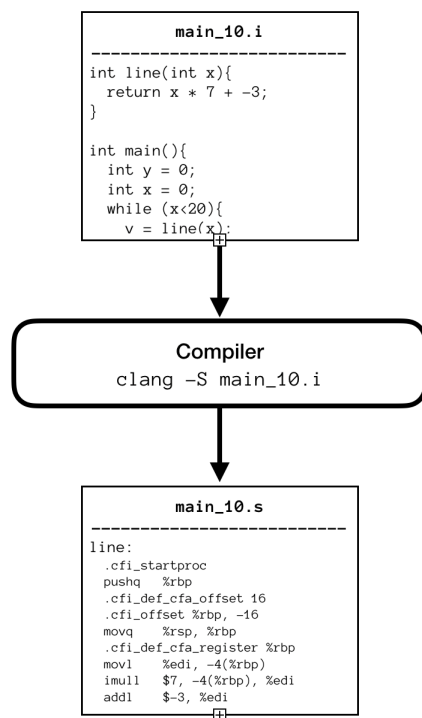 main_10.i
----------------------------
int line(int x){
  return x * 7 + -3;
}

int main(){
  int y = 0;
  int x = 0;
  while (x<20){
    y = line(x);
Compiler
clang -S main_10.i
main_10.s
----------------------------
line:
  .cfi_startproc
  pushq   %rbp
  .cfi_def_cfa_offset 16
  .cfi_offset %rbp, -16
  movq    %rsp, %rbp
  .cfi_def_cfa_register %rbp
  movl    %edi, -4(%rbp)
  imull   $7, -4(%rbp), %edi
  addl    $-3, %edi